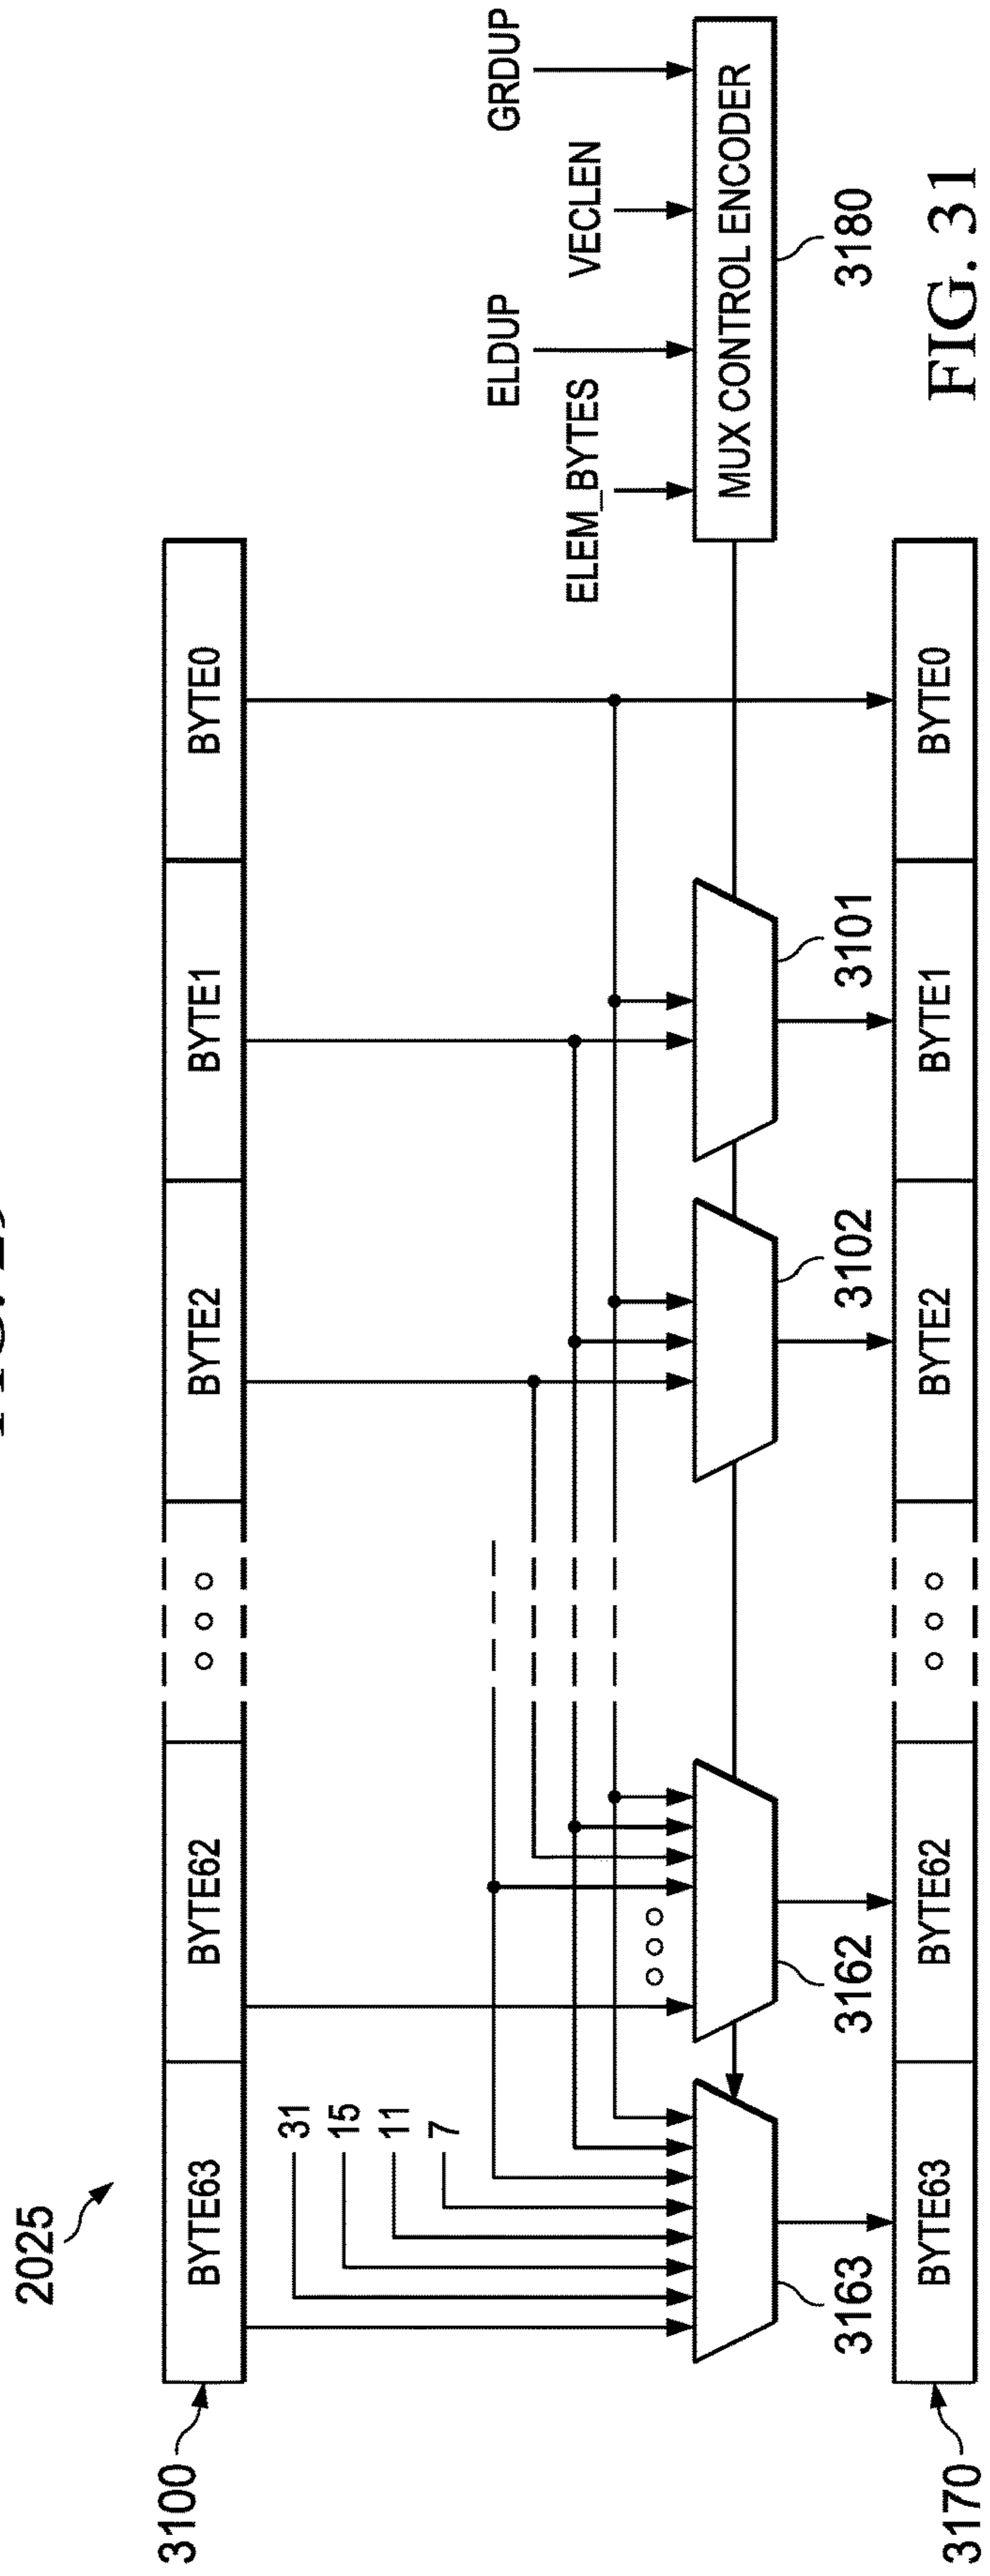 2025
3100
BYTE63
BYTE62
BYTE2
BYTE1
BYTE0
31
15
11
7
ELEM_BYTES
ELDUP
VECLEN
GRDUP
MUX CONTROL ENCODER
3180
3163
3162
3102
3101
3170
BYTE63
BYTE62
BYTE2
BYTE1
BYTE0
FIG. 31